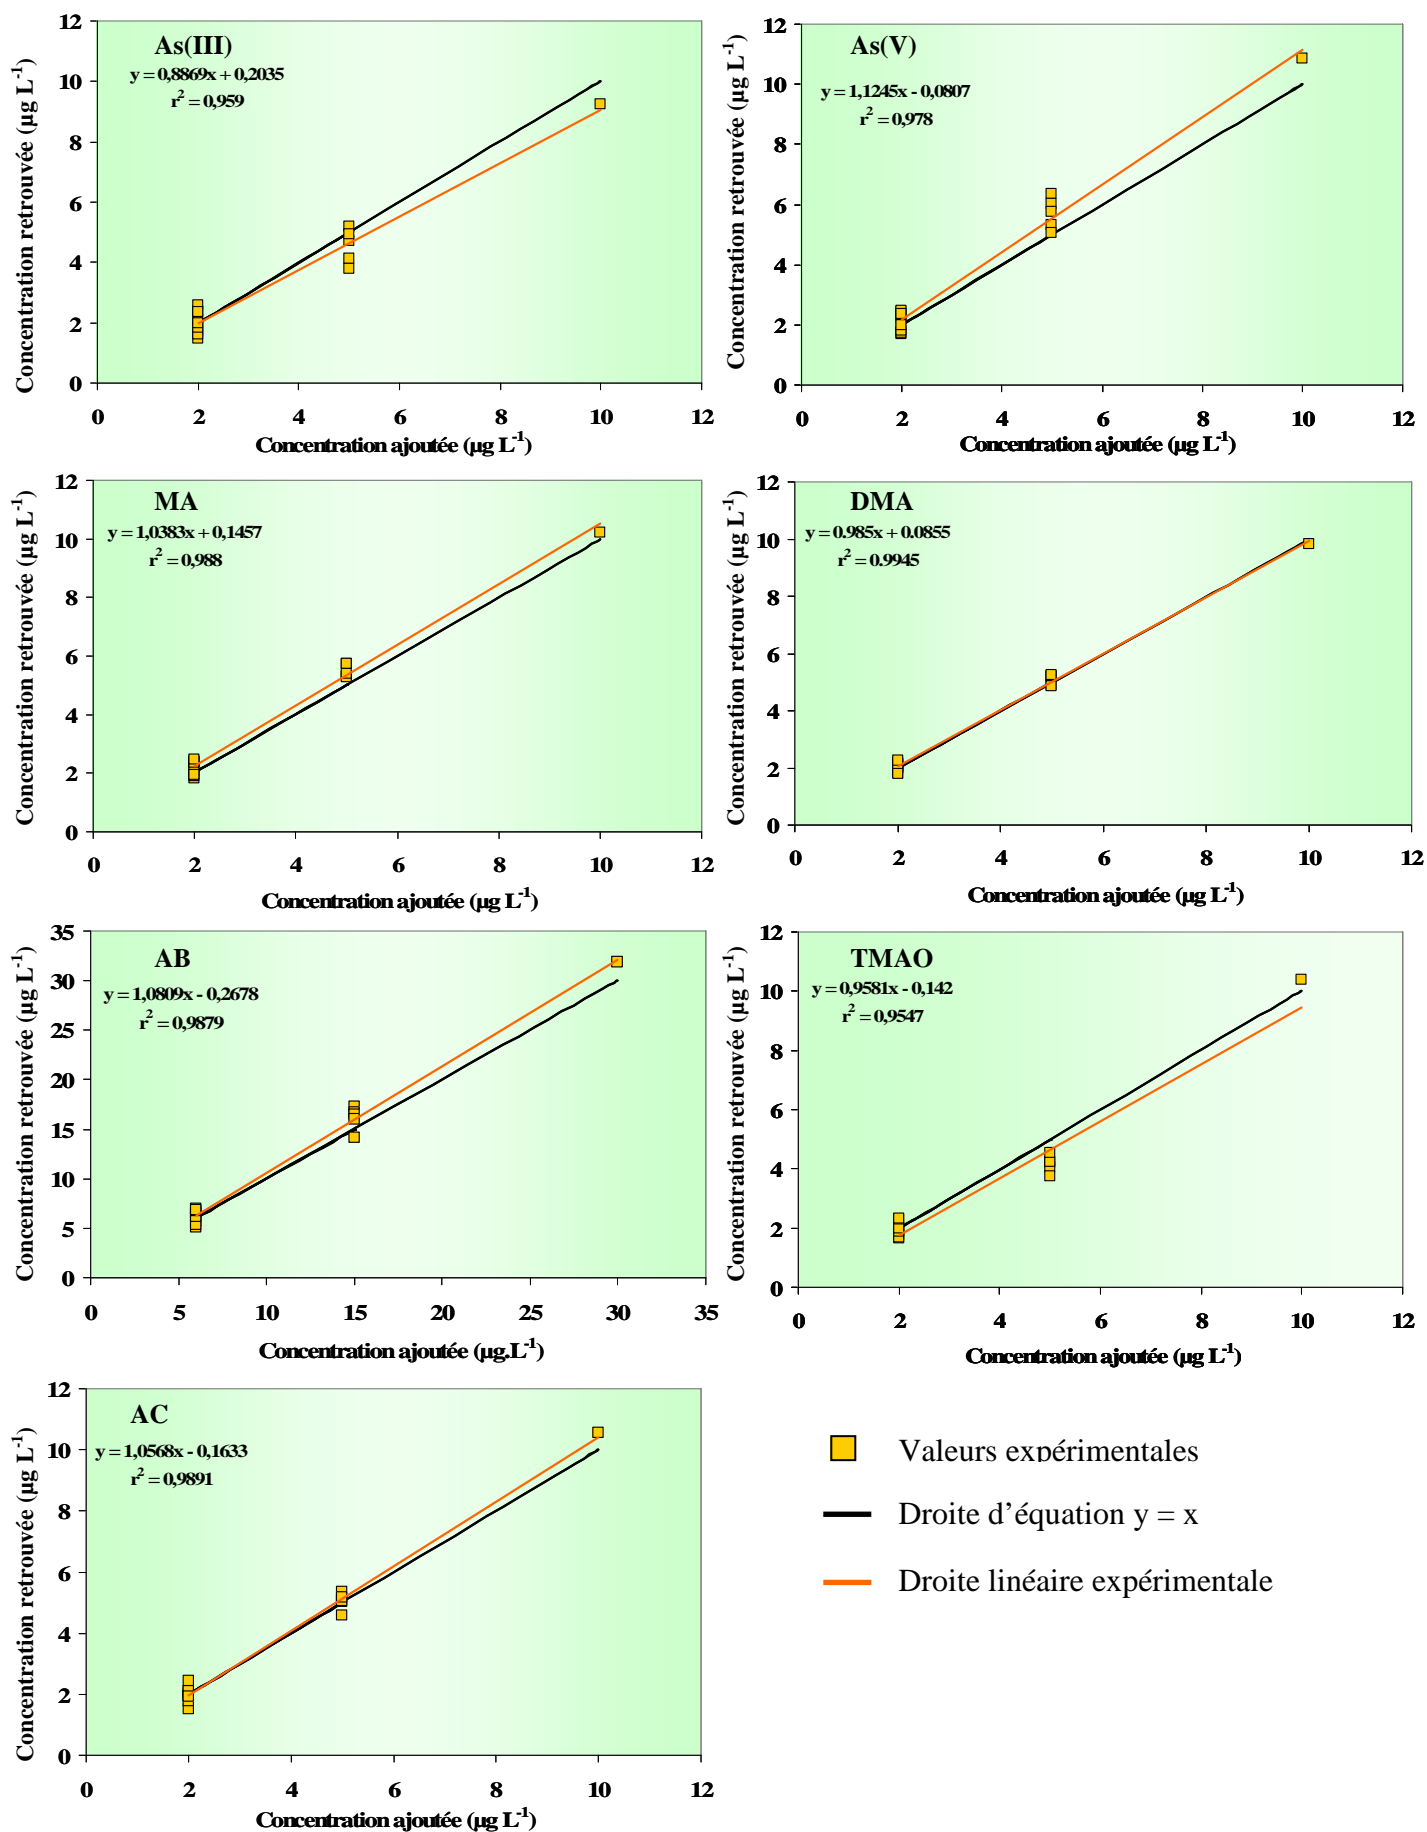 As(III)
y = 0,8869x + 0,2035
r² = 0,959
Concentration retrouvée (µg L⁻¹)
12
10
8
6
4
2
0
0 2 4 6 8 10 12
Concentration ajoutée (µg L⁻¹)
As(V)
y = 1,1245x - 0,0807
r² = 0,978
Concentration retrouvée (µg L⁻¹)
12
10
8
6
4
2
0
0 2 4 6 8 10 12
Concentration ajoutée (µg L⁻¹)
MA
y = 1,0383x + 0,1457
r² = 0,988
Concentration retrouvée (µg L⁻¹)
12
10
8
6
4
2
0
0 2 4 6 8 10 12
Concentration ajoutée (µg L⁻¹)
DMA
y = 0.985x + 0.0855
r² = 0.9945
Concentration retrouvée (µg L⁻¹)
12
10
8
6
4
2
0
0 2 4 6 8 10 12
Concentration ajoutée (µg L⁻¹)
AB
y = 1,0809x - 0,2678
r² = 0,9879
Concentration retrouvée (µg L⁻¹)
35
30
25
20
15
10
5
0
0 5 10 15 20 25 30 35
Concentration ajoutée (µg.L⁻¹)
TMAO
y = 0,9581x - 0,142
r² = 0,9547
Concentration retrouvée (µg L⁻¹)
12
10
8
6
4
2
0
0 2 4 6 8 10 12
Concentration ajoutée (µg L⁻¹)
AC
y = 1,0568x - 0,1633
r² = 0,9891
Concentration retrouvée (µg L⁻¹)
12
10
8
6
4
2
0
0 2 4 6 8 10 12
Concentration ajoutée (µg L⁻¹)
Valeurs expérimentales
Droite d’équation y = x
Droite linéaire expérimentale